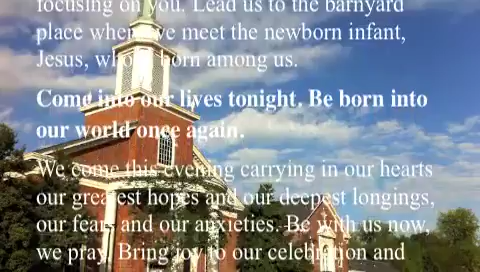 focusing on you. Lead us to the barnyard
place where we meet the newborn infant,
Jesus, who is born among us.
Come into our lives tonight. Be born into
our world once again.
We come this evening carrying in our hearts
our greatest hopes and our deepest longings,
our fears and our anxieties. Be with us now,
we pray. Bring joy to our celebration and